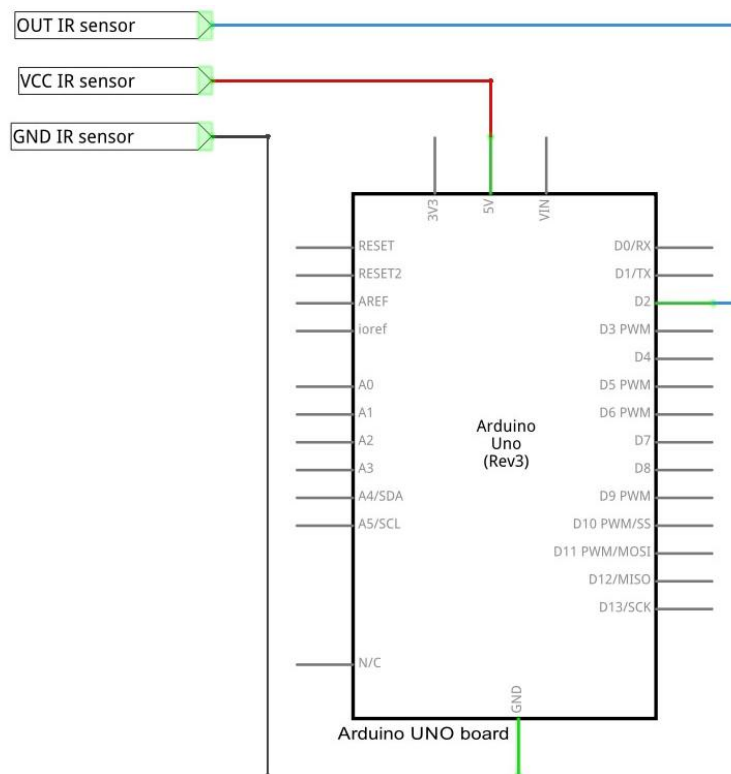 OUT IR sensor
VCC IR sensor
GND IR sensor
3V3
5V
VIN
RESET
RESET2
AREF
ioref
A0
A1
A2
A3
A4/SDA
A5/SCL
N/C
Arduino
Uno
(Rev3)
D0/RX
D1/TX
D2
D3 PWM
D4
D5 PWM
D6 PWM
D7
D8
D9 PWM
D10 PWM/SS
D11 PWM/MOSI
D12/MISO
D13/SCK
GND
Arduino UNO board